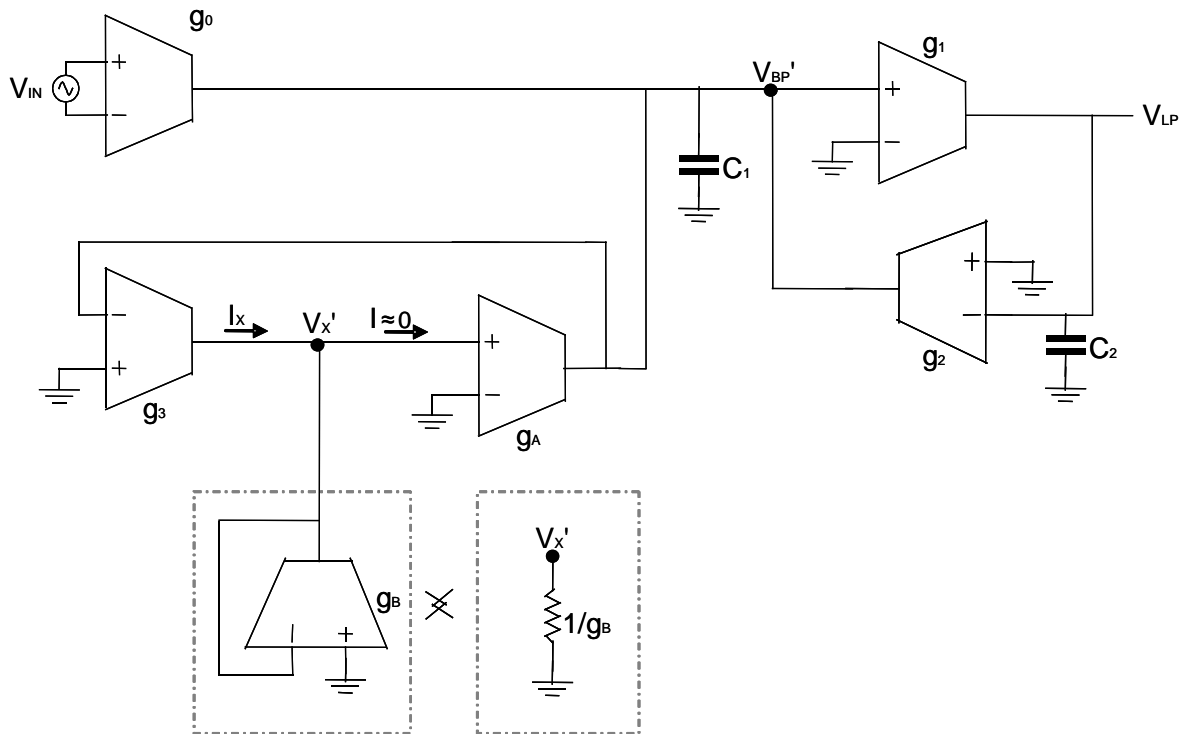 g0
VIN
+
−
VBP'
g1
+
−
VLP
C1
+
−
g2
C2
−
+
g3
IX
VX'
I≈0
+
−
gA
gB
−
+
VX'
1/gB